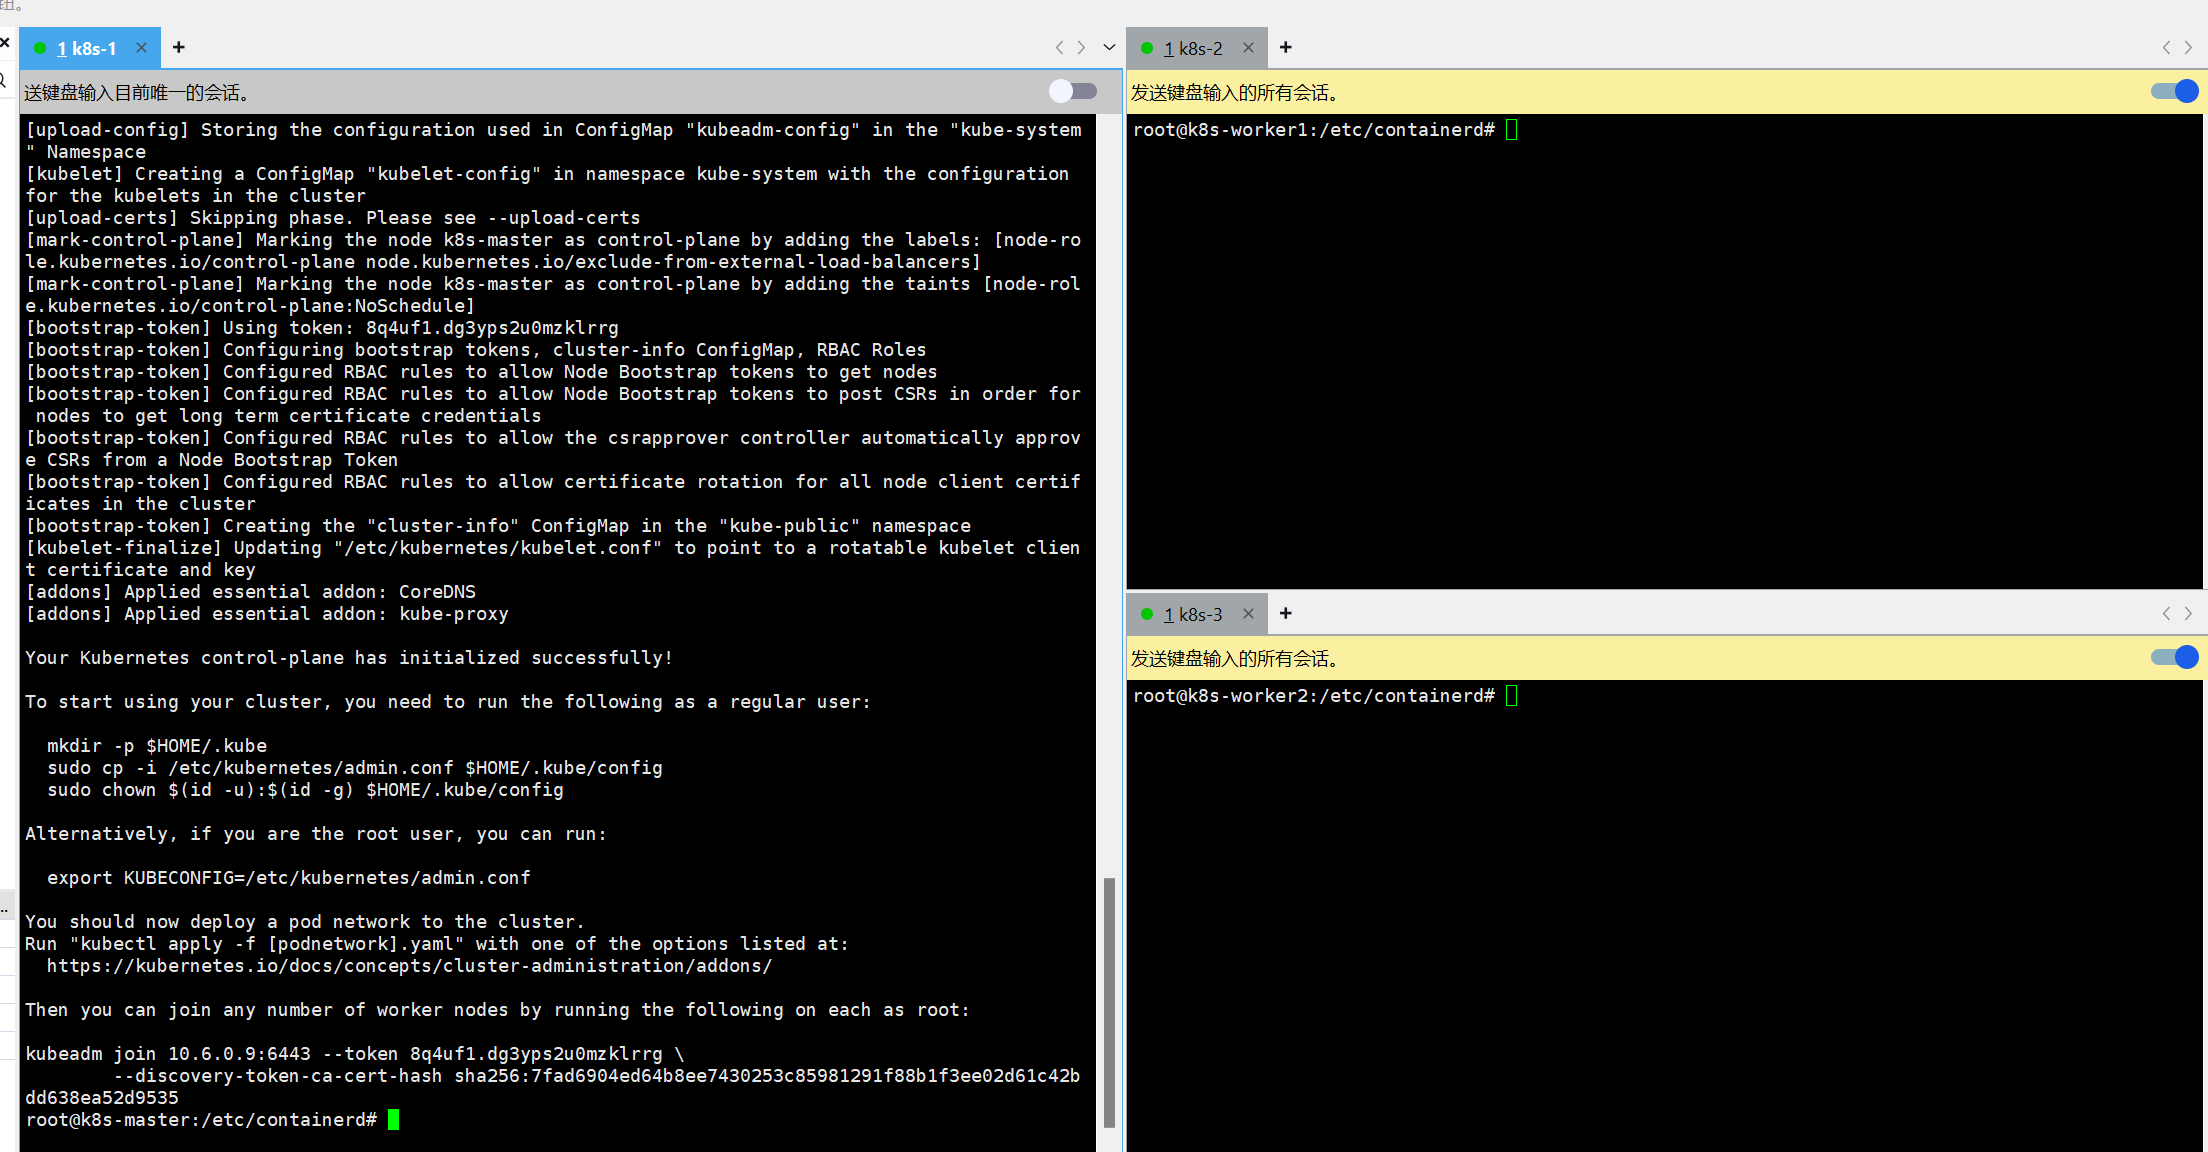 钮。
1 k8s-1
送键盘输入目前唯一的会话。
[upload-config] Storing the configuration used in ConfigMap "kubeadm-config" in the "kube-system
" Namespace
[kubelet] Creating a ConfigMap "kubelet-config" in namespace kube-system with the configuration
for the kubelets in the cluster
[upload-certs] Skipping phase. Please see --upload-certs
[mark-control-plane] Marking the node k8s-master as control-plane by adding the labels: [node-ro
le.kubernetes.io/control-plane node.kubernetes.io/exclude-from-external-load-balancers]
[mark-control-plane] Marking the node k8s-master as control-plane by adding the taints [node-rol
e.kubernetes.io/control-plane:NoSchedule]
[bootstrap-token] Using token: 8q4uf1.dg3yps2u0mzklrrg
[bootstrap-token] Configuring bootstrap tokens, cluster-info ConfigMap, RBAC Roles
[bootstrap-token] Configured RBAC rules to allow Node Bootstrap tokens to get nodes
[bootstrap-token] Configured RBAC rules to allow Node Bootstrap tokens to post CSRs in order for
 nodes to get long term certificate credentials
[bootstrap-token] Configured RBAC rules to allow the csrapprover controller automatically approv
e CSRs from a Node Bootstrap Token
[bootstrap-token] Configured RBAC rules to allow certificate rotation for all node client certif
icates in the cluster
[bootstrap-token] Creating the "cluster-info" ConfigMap in the "kube-public" namespace
[kubelet-finalize] Updating "/etc/kubernetes/kubelet.conf" to point to a rotatable kubelet clien
t certificate and key
[addons] Applied essential addon: CoreDNS
[addons] Applied essential addon: kube-proxy
Your Kubernetes control-plane has initialized successfully!
To start using your cluster, you need to run the following as a regular user:
  mkdir -p $HOME/.kube
  sudo cp -i /etc/kubernetes/admin.conf $HOME/.kube/config
  sudo chown $(id -u):$(id -g) $HOME/.kube/config
Alternatively, if you are the root user, you can run:
  export KUBECONFIG=/etc/kubernetes/admin.conf
You should now deploy a pod network to the cluster.
Run "kubectl apply -f [podnetwork].yaml" with one of the options listed at:
  https://kubernetes.io/docs/concepts/cluster-administration/addons/
Then you can join any number of worker nodes by running the following on each as root:
kubeadm join 10.6.0.9:6443 --token 8q4uf1.dg3yps2u0mzklrrg \
        --discovery-token-ca-cert-hash sha256:7fad6904ed64b8ee7430253c85981291f88b1f3ee02d61c42b
dd638ea52d9535
root@k8s-master:/etc/containerd#
1 k8s-2
发送键盘输入的所有会话。
root@k8s-worker1:/etc/containerd#
1 k8s-3
发送键盘输入的所有会话。
root@k8s-worker2:/etc/containerd#